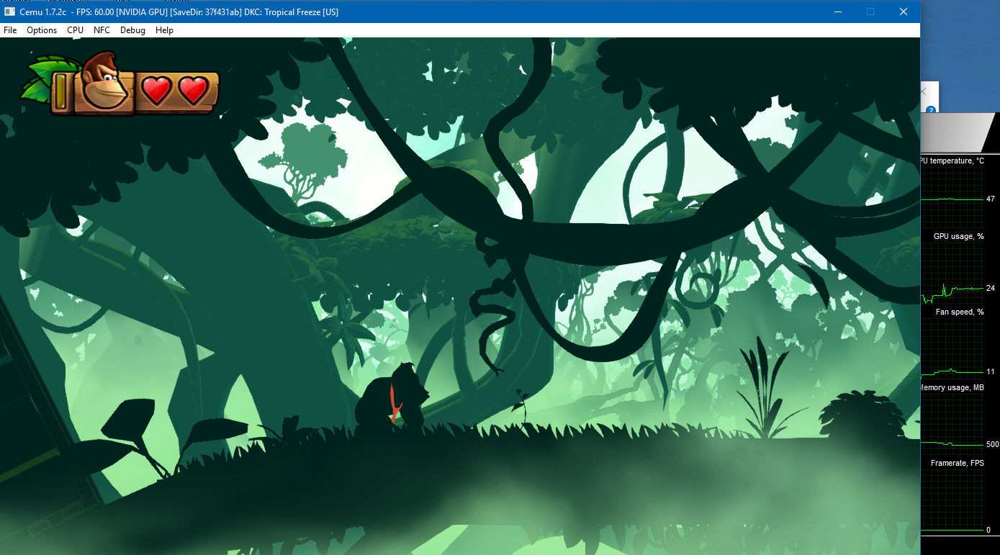 Cemu 1.7.2c - FPS: 60.00 [NVIDIA GPU] [SaveDir: 37f431ab] DKC: Tropical Freeze [US]
File Options CPU NFC Debug Help
?
PU temperature, °C
47
GPU usage, %
24
Fan speed, %
11
Memory usage, MB
500
Framerate, FPS
0